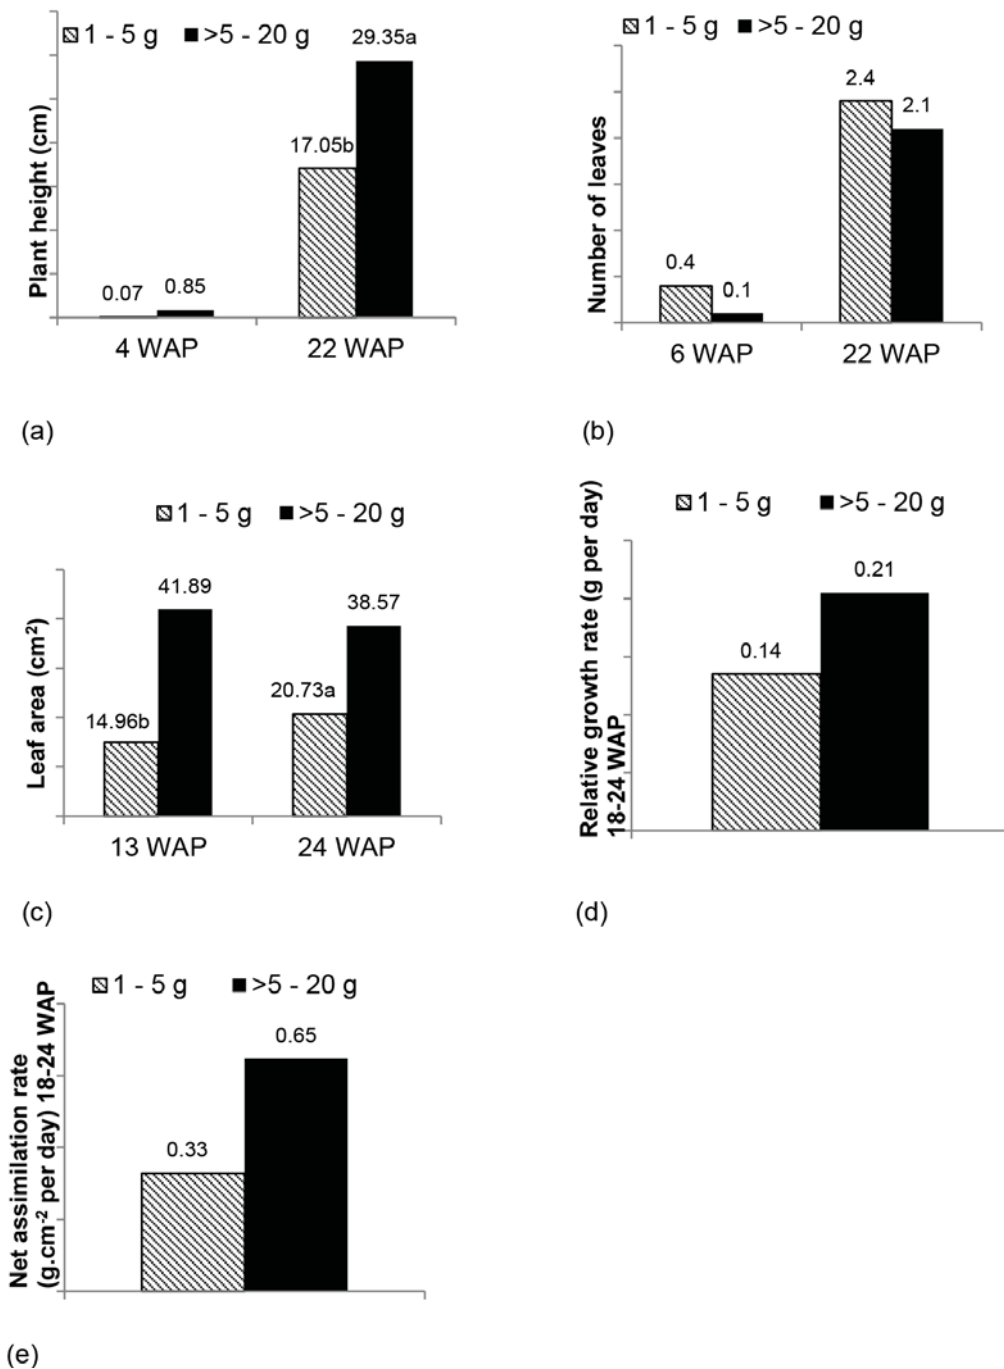 1 - 5 g >5 - 20 g
29.35a
17.05b
0.07 0.85
Plant height (cm)
4 WAP 22 WAP
(a)
1 - 5 g >5 - 20 g
2.4
2.1
0.4
0.1
Number of leaves
6 WAP 22 WAP
(b)
1 - 5 g >5 - 20 g
41.89
38.57
14.96b
20.73a
Leaf area (cm²)
13 WAP 24 WAP
(c)
1 - 5 g >5 - 20 g
0.21
0.14
Relative growth rate (g per day)
18-24 WAP
(d)
1 - 5 g >5 - 20 g
0.65
0.33
Net assimilation rate
(g.cm⁻² per day) 18-24 WAP
(e)